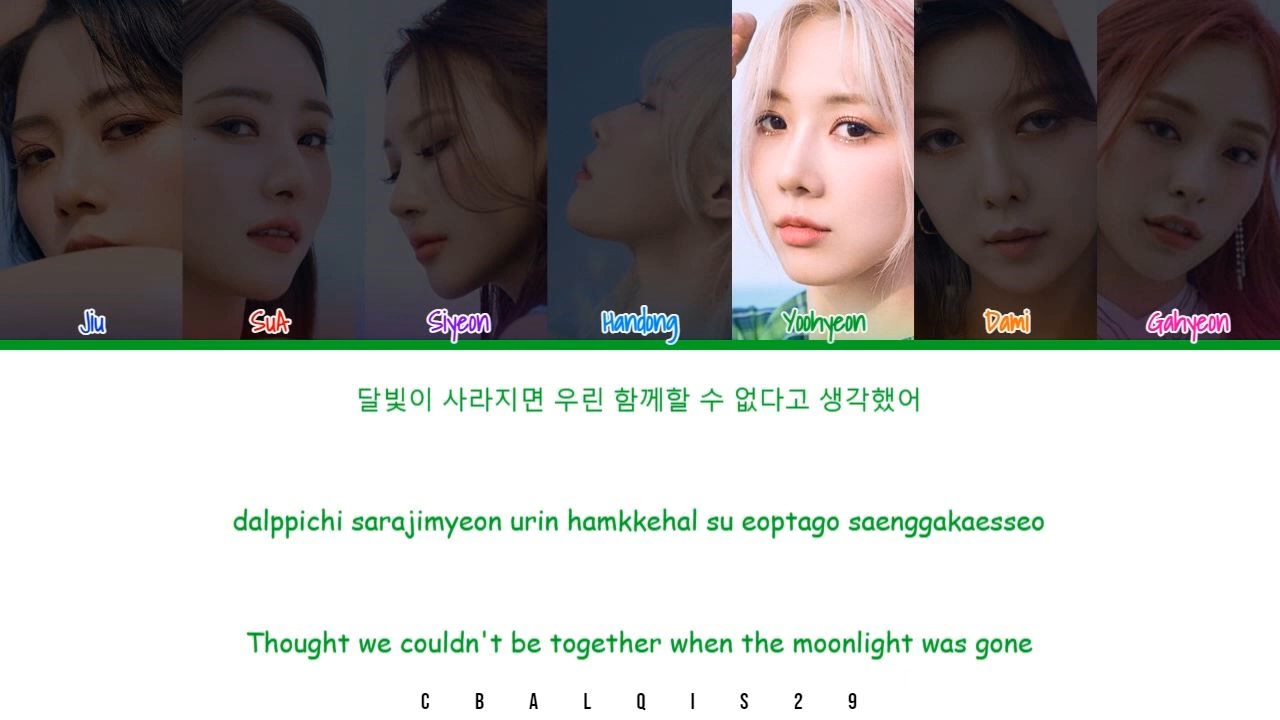 Jiu SuA Siyeon Handong Yoohyeon Dami Gahyeon
달빛이 사라지면 우린 함께할 수 없다고 생각했어
dalppichi sarajimyeon urin hamkkehal su eoptago saenggakaesseo
Thought we couldn't be together when the moonlight was gone
CBALQIS29